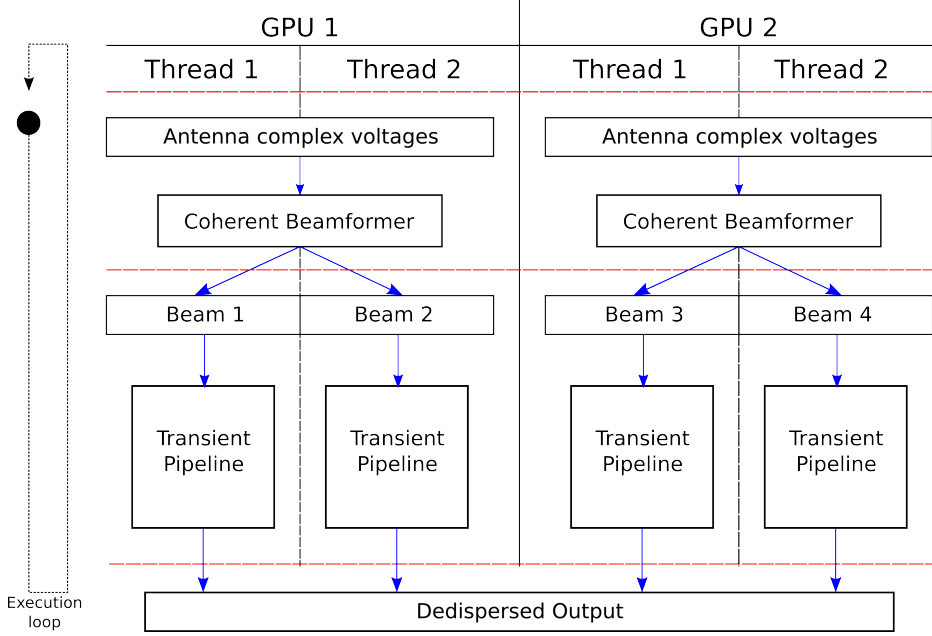 GPU 1
GPU 2
Thread 1
Thread 2
Thread 1
Thread 2
Antenna complex voltages
Antenna complex voltages
Coherent Beamformer
Coherent Beamformer
Beam 1
Beam 2
Beam 3
Beam 4
Transient
Pipeline
Transient
Pipeline
Transient
Pipeline
Transient
Pipeline
Execution
loop
Dedispersed Output